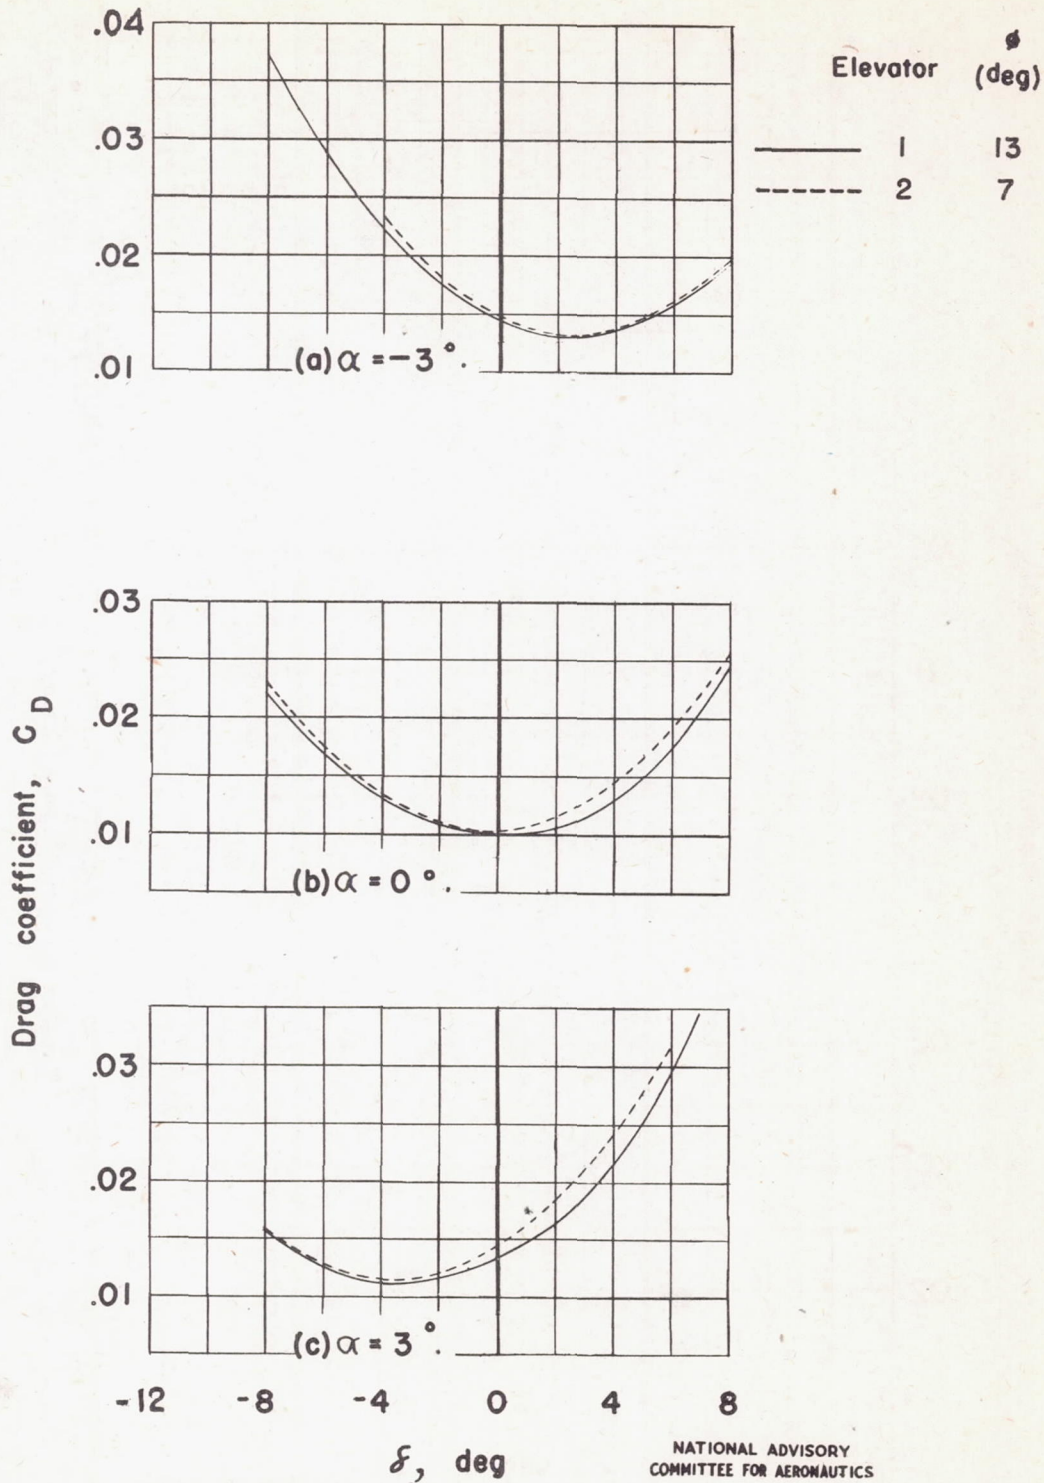 .04
.03
.02
.01
(a) α = -3°.
Elevator ϕ (deg)
1 13
2 7
.03
.02
.01
(b) α = 0°.
Drag coefficient, C_D
.03
.02
.01
(c) α = 3°.
-12 -8 -4 0 4 8
δ, deg
NATIONAL ADVISORY
COMMITTEE FOR AERONAUTICS